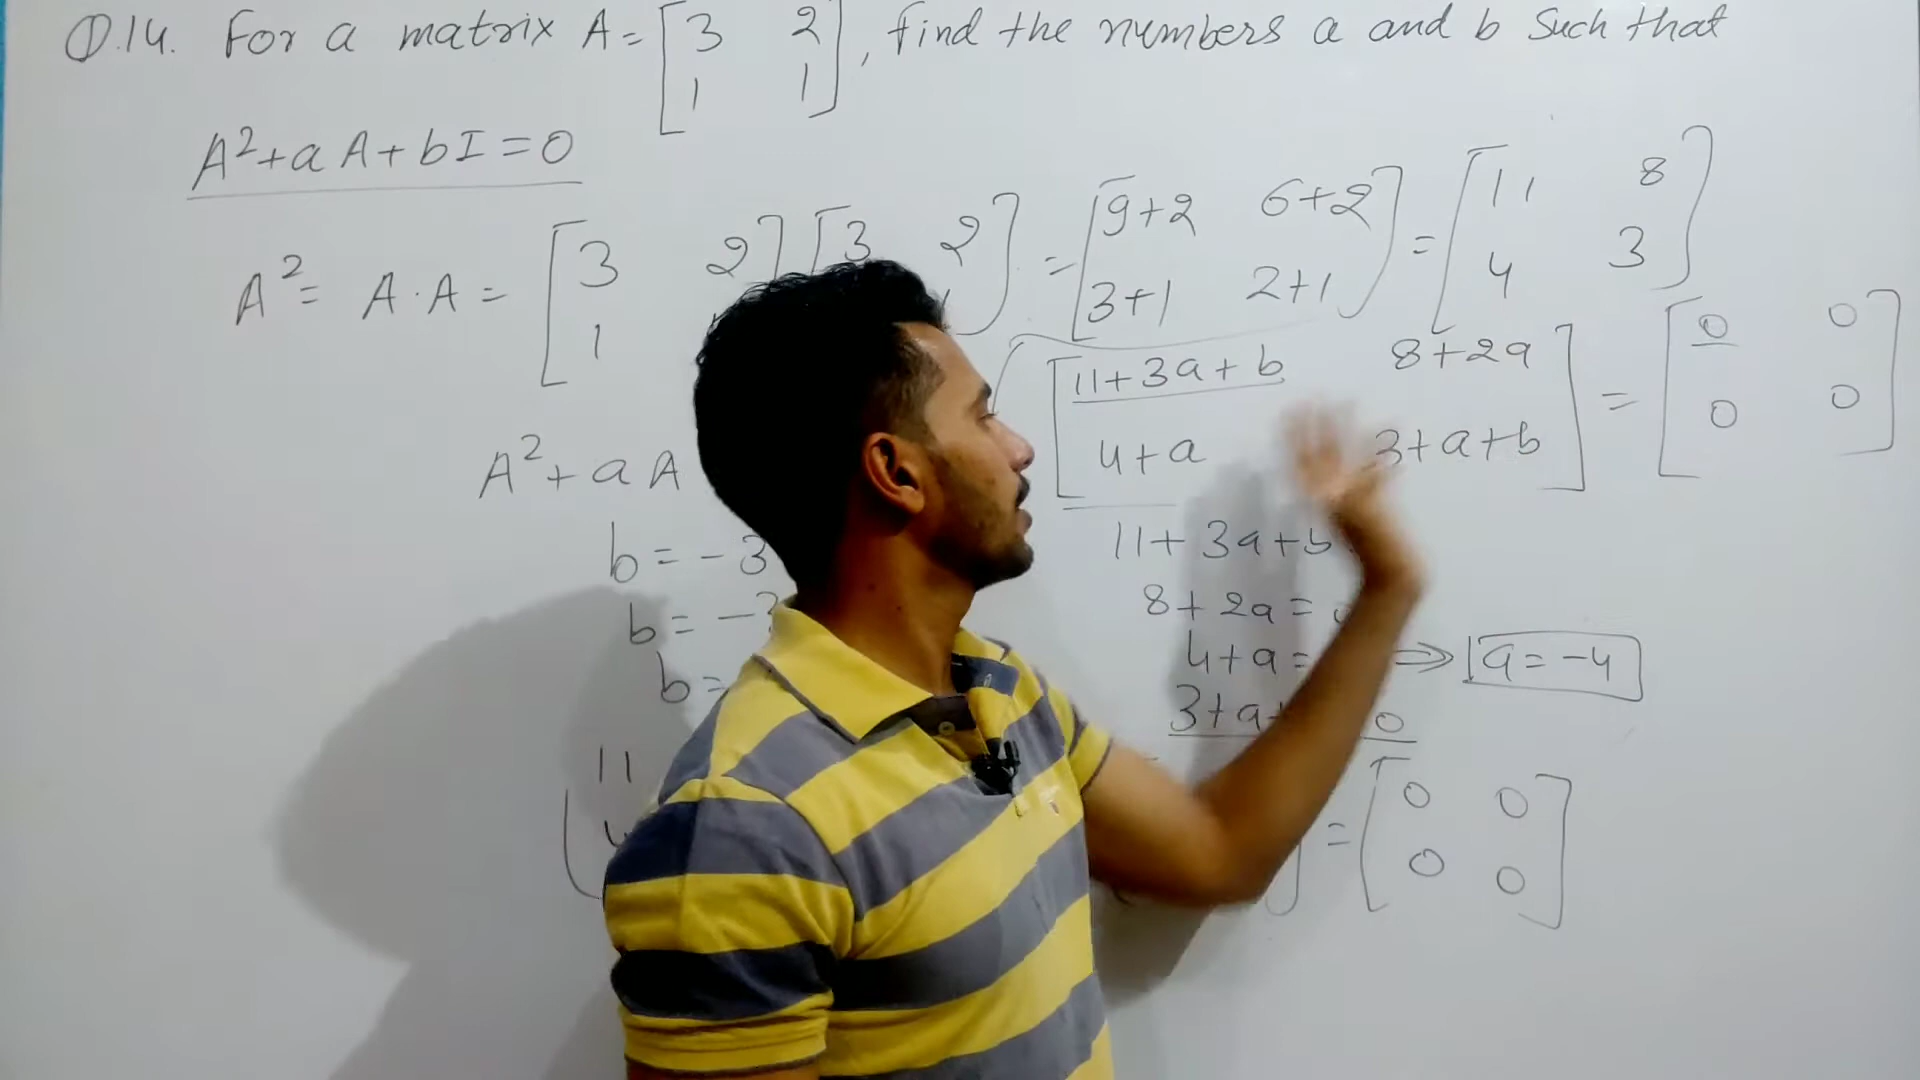 Q.14. For a matrix A = [3 2], find the numbers a and b such that
[1 1]
A²+aA+bI=0
A² = A·A = [3 2] [3 2] = [9+2 6+2] = [11 8]
[1 [3+1 2+1] [4 3]
[11+3a+b 8+2a] = [0 0]
A²+aA [4+a 3+a+b] [0 0]
b=-3 11+3a+b
b=- 8+2a=
b= 4+a= ⇒ a=-4
3+a+ 0
11 = [0 0]
[0 0]